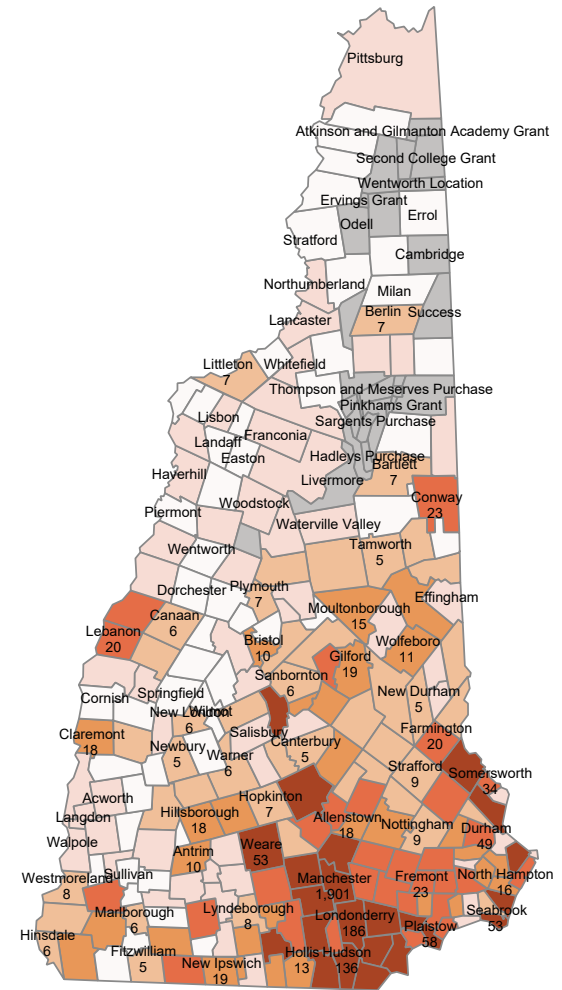 Pittsburg
Atkinson and Gilmanton Academy Grant
Second College Grant
Wentworth Location
Ervings Grant
Errol
Odell
Stratford
Cambridge
Northumberland
Milan
Berlin
7
Success
Lancaster
Littleton
7
Whitefield
Thompson and Meserves Purchase
Pinkhams Grant
Lisbon
Sargents Purchase
Landaff
Franconia
Easton
Hadleys Purchase
Bartlett
7
Haverhill
Livermore
Conway
23
Woodstock
Piermont
Waterville Valley
Wentworth
Tamworth
5
Dorchester
Plymouth
7
Effingham
Moultonborough
15
Canaan
6
Lebanon
20
Bristol
10
Wolfeboro
11
Gilford
19
Sanbornton
6
Springfield
Cornish
New Durham
5
New London
6
Wilmot
Claremont
18
Salisbury
Farmington
20
Newbury
5
Canterbury
5
Warner
6
Strafford
9
Somersworth
34
Acworth
Hopkinton
7
Hillsborough
18
Langdon
Allenstown
18
Nottingham
9
Durham
49
Walpole
Weare
53
Antrim
10
Sullivan
Westmoreland
8
Manchester
1,901
Fremont
23
North Hampton
16
Marlborough
6
Lyndeborough
8
Londonderry
186
Seabrook
53
Plaistow
58
Hinsdale
6
Fitzwilliam
5
New Ipswich
19
Hollis
13
Hudson
136